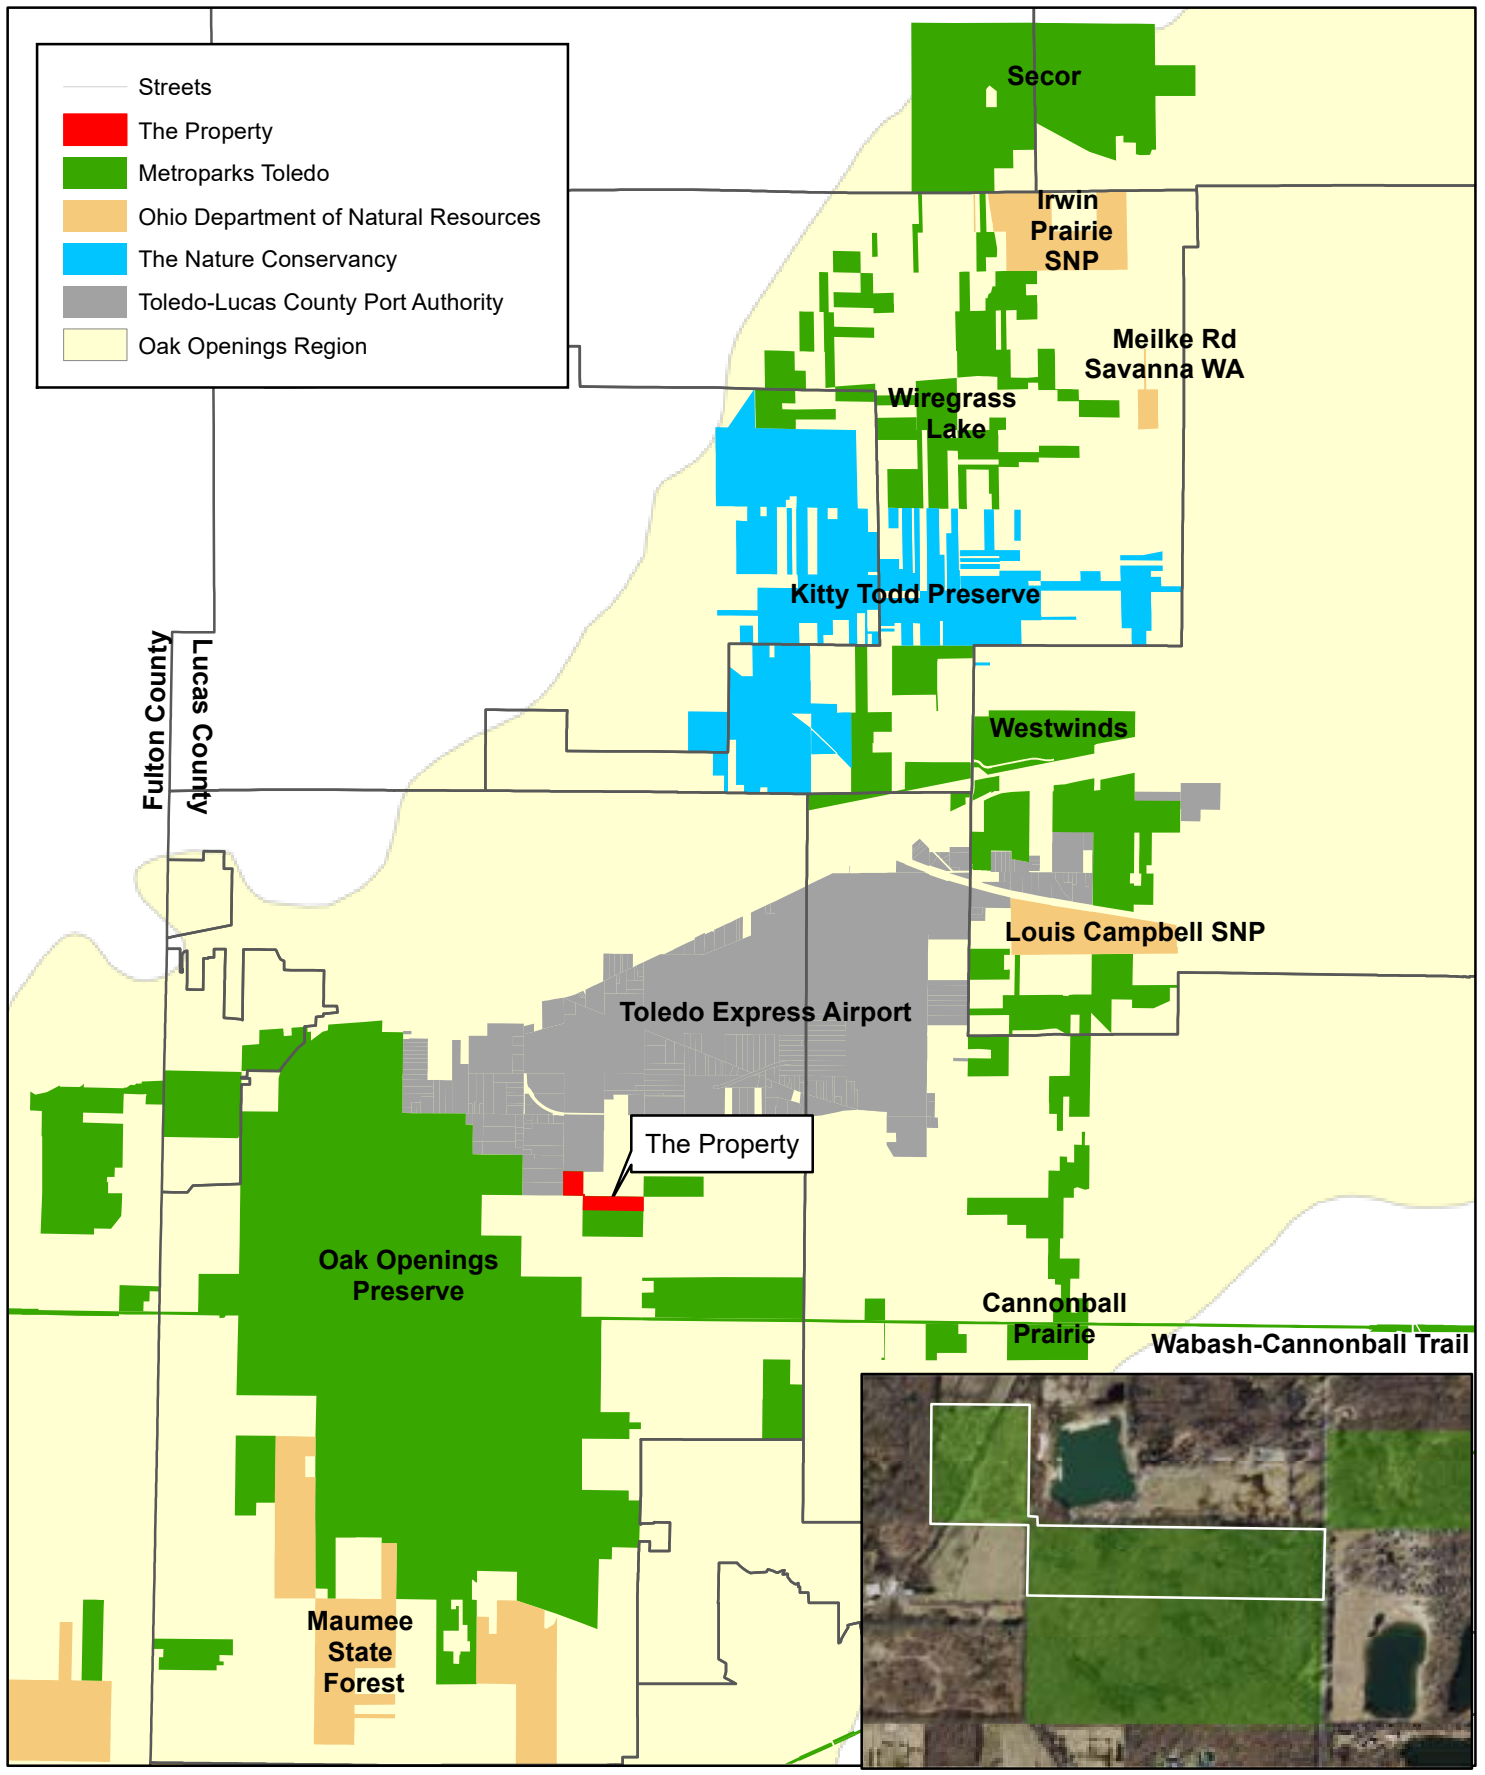 Streets
The Property
Metroparks Toledo
Ohio Department of Natural Resources
The Nature Conservancy
Toledo-Lucas County Port Authority
Oak Openings Region
Secor
Irwin
Prairie
SNP
Meilke Rd
Savanna WA
Wiregrass
Lake
Kitty Todd Preserve
Fulton County
Lucas County
Westwinds
Louis Campbell SNP
Toledo Express Airport
The Property
Oak Openings
Preserve
Cannonball
Prairie
Wabash-Cannonball Trail
Maumee
State
Forest